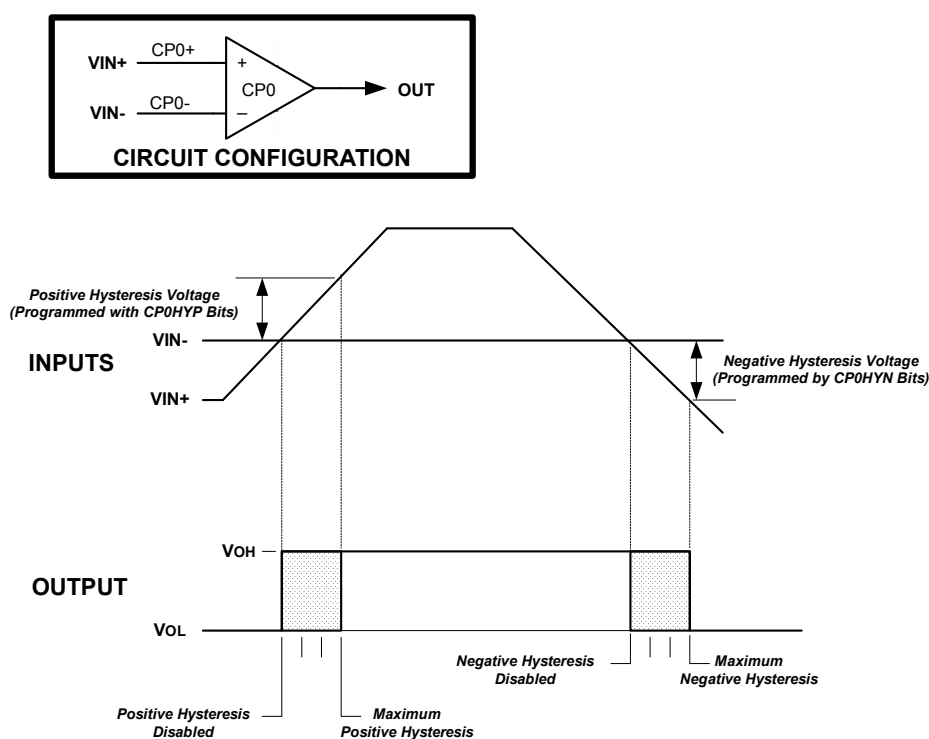 VIN+
CP0+
+
CP0
OUT
VIN-
CP0-
–
CIRCUIT CONFIGURATION
Positive Hysteresis Voltage
(Programmed with CP0HYP Bits)
VIN-
INPUTS
Negative Hysteresis Voltage
(Programmed by CP0HYN Bits)
VIN+
VOH
OUTPUT
VOL
Negative Hysteresis
Disabled
Maximum
Negative Hysteresis
Positive Hysteresis
Disabled
Maximum
Positive Hysteresis